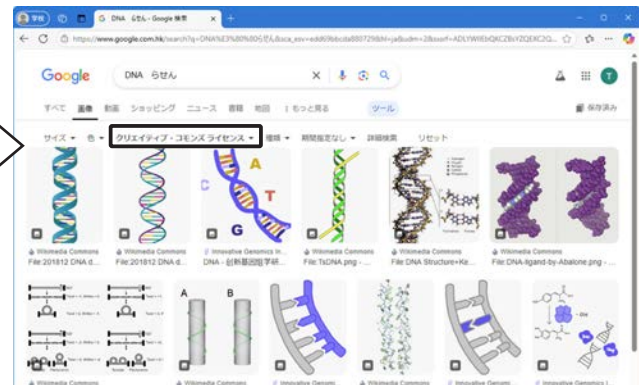 学校
DNA らせん - Google 検索
https://www.google.com.hk/search?q=DNA%E3%80%80
Google
DNA らせん
すべて 画像 動画 ショッピング ニュース 書籍 地図 もっと見る ツール
保存済み
サイズ 色 クリエイティブ・コモンズ ライセンス 種類 期間指定なし 詳細検索 リセット
A
C
T
G
Wikimedia Commons
File:201812 DNA d...
Wikimedia Commons
File:201812 DNA d...
Innovative Genomics In...
DNA - 创新基因组学研...
Wikimedia Commons
File:TsDNA.png - ...
Wikimedia Commons
File:DNA Structure+Ke...
Wikimedia Commons
File:DNA-ligand-by-Abalone.png - ...
A B
Wikimedia Commons
Wikimedia Commons
Innovative Genomi...
Wikimedia Commons
Innovative Genomi...
Innovative Genomics I...